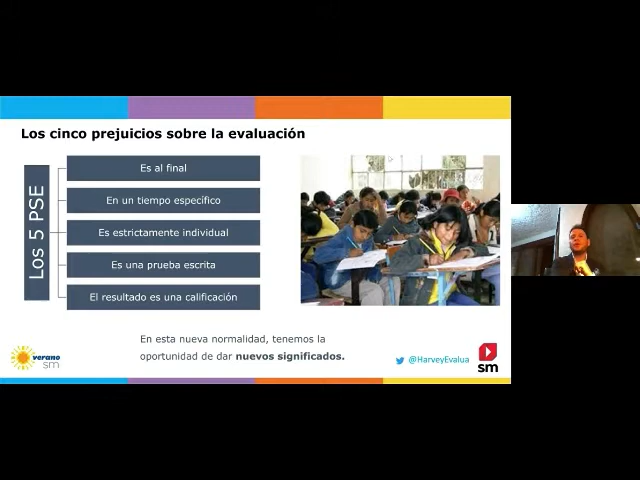 Los cinco prejuicios sobre la evaluación
Los 5 PSE
Es al final
En un tiempo específico
Es estrictamente individual
Es una prueba escrita
El resultado es una calificación
En esta nueva normalidad, tenemos la
oportunidad de dar nuevos significados.
verano
sm
@HarveyEvalua
sm